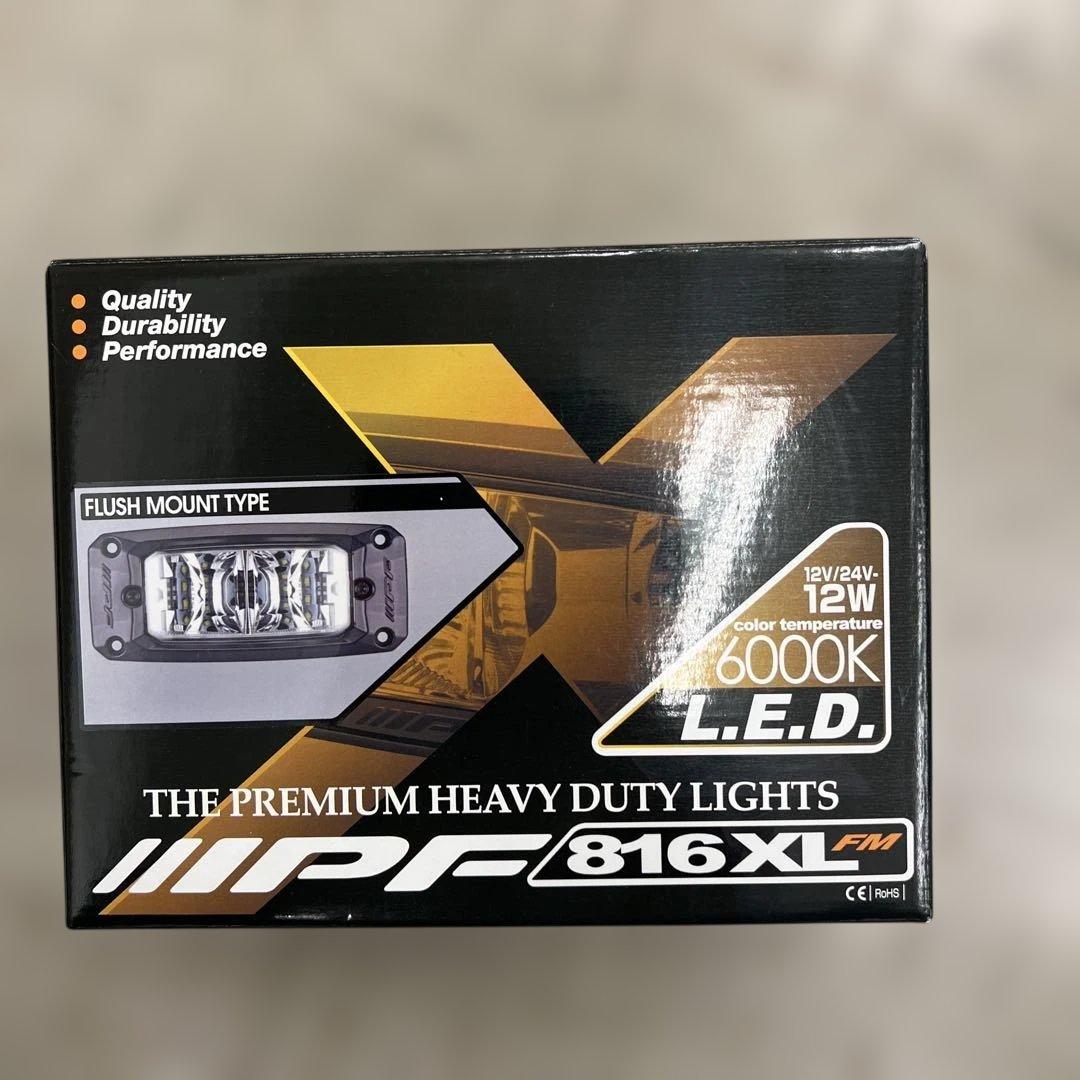 Quality
Durability
Performance
FLUSH MOUNT TYPE
12V/24V-
12W
color temperature
6000K
L.E.D.
THE PREMIUM HEAVY DUTY LIGHTS
IPF 816XL FM
CE RoHS